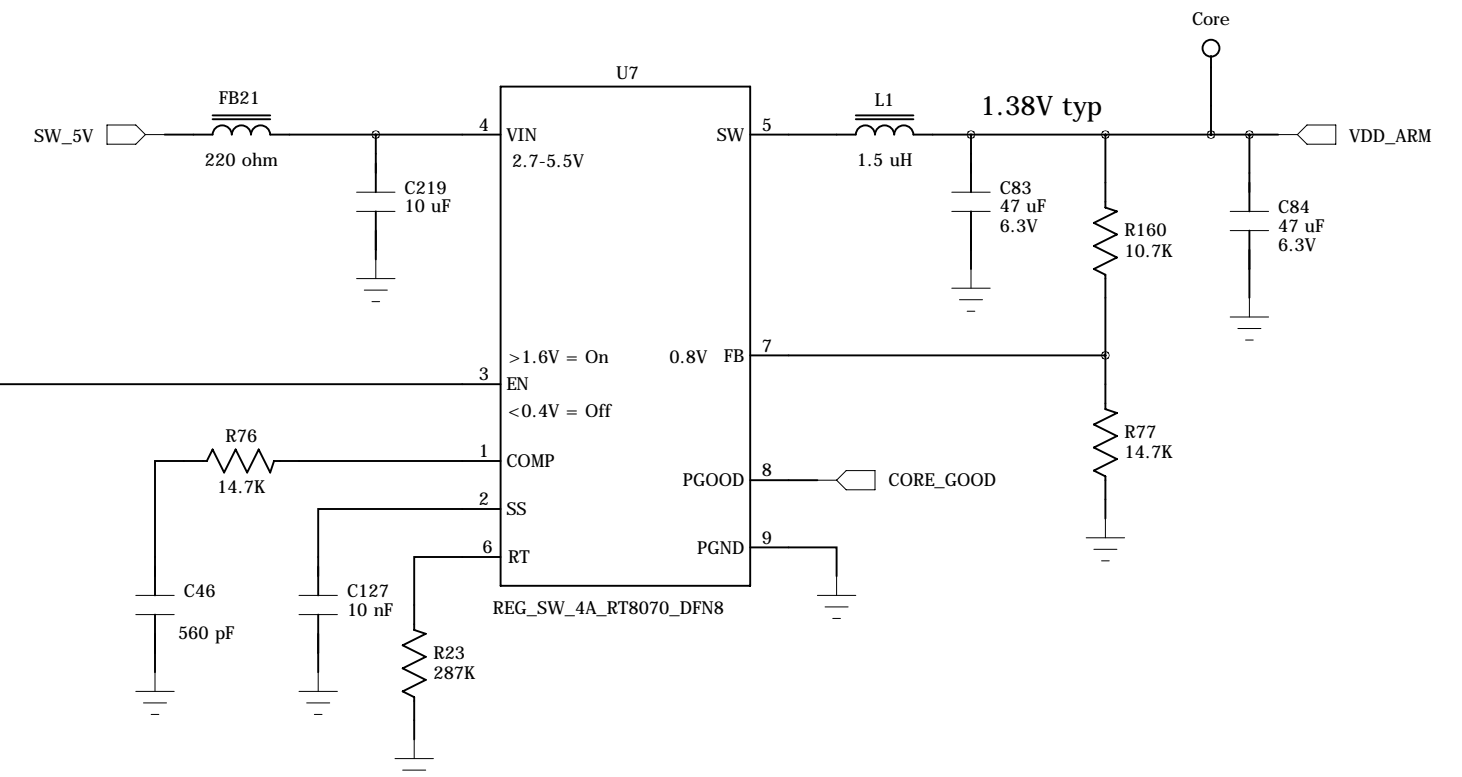 Core
U7
FB21
SW_5V
220 ohm
4
VIN
2.7-5.5V
C219
10 uF
SW
5
L1
1.5 uH
1.38V typ
VDD_ARM
C83
47 uF
6.3V
R160
10.7K
C84
47 uF
6.3V
>1.6V = On
0.8V FB
7
3
EN
<0.4V = Off
R76
14.7K
1
COMP
R77
14.7K
PGOOD
8
CORE_GOOD
2
SS
6
RT
PGND
9
C46
560 pF
C127
10 nF
REG_SW_4A_RT8070_DFN8
R23
287K